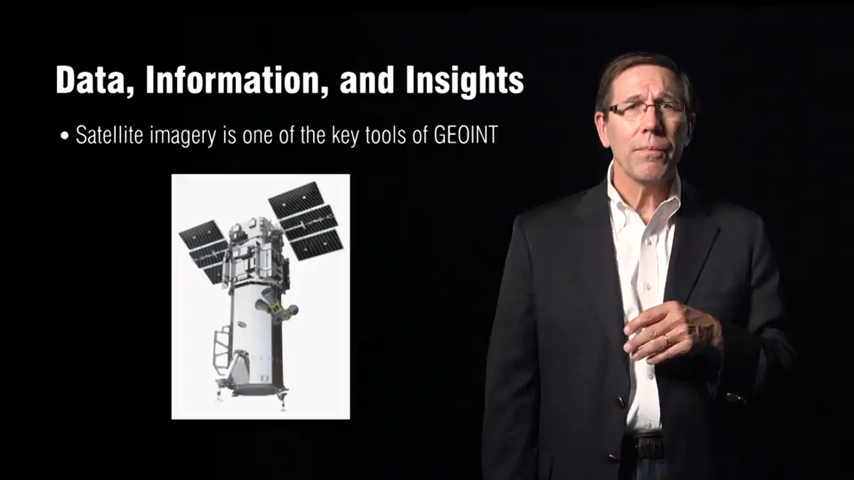 Data, Information, and Insights
• Satellite imagery is one of the key tools of GEOINT